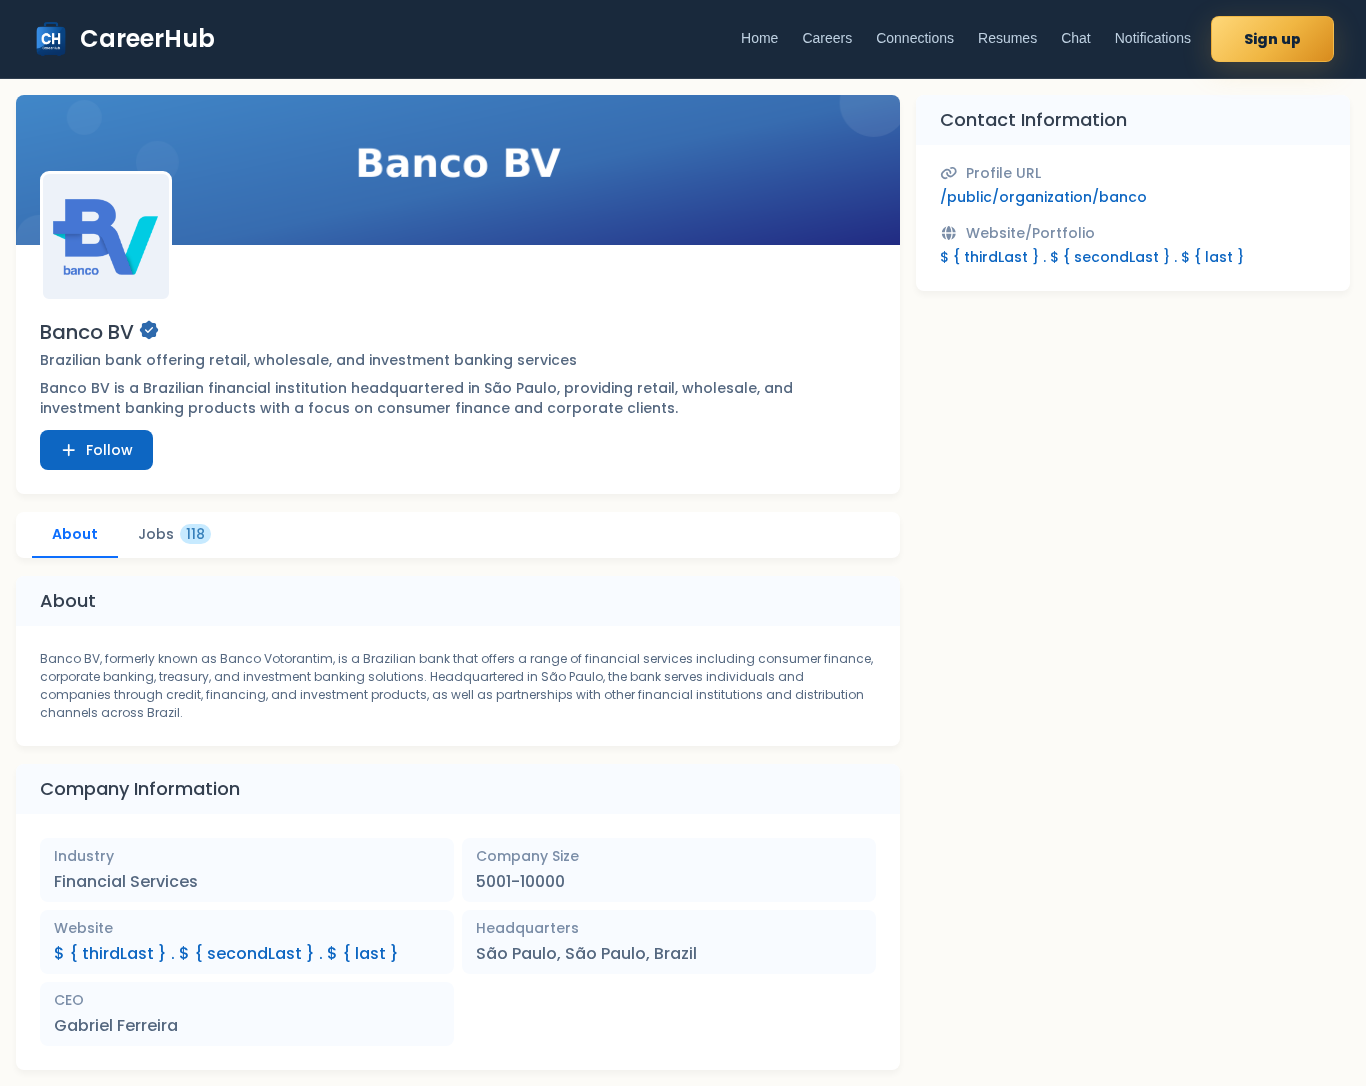 CH
CareerHub
CareerHub
Home
Careers
Connections
Resumes
Chat
Notifications
Sign up
Banco BV
BV
banco
Banco BV
Brazilian bank offering retail, wholesale, and investment banking services
Banco BV is a Brazilian financial institution headquartered in São Paulo, providing retail, wholesale, and
investment banking products with a focus on consumer finance and corporate clients.
Follow
Contact Information
Profile URL
/public/organization/banco
Website/Portfolio
$ { thirdLast } . $ { secondLast } . $ { last }
About
Jobs 118
About
Banco BV, formerly known as Banco Votorantim, is a Brazilian bank that offers a range of financial services including consumer finance,
corporate banking, treasury, and investment banking solutions. Headquartered in São Paulo, the bank serves individuals and
companies through credit, financing, and investment products, as well as partnerships with other financial institutions and distribution
channels across Brazil.
Company Information
Industry
Financial Services
Company Size
5001-10000
Website
$ { thirdLast } . $ { secondLast } . $ { last }
Headquarters
São Paulo, São Paulo, Brazil
CEO
Gabriel Ferreira